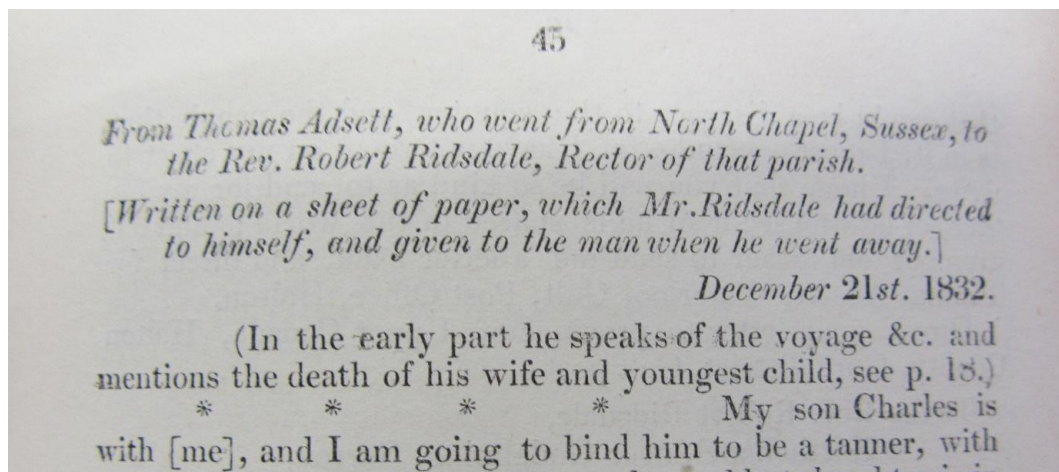 45
From Thomas Adsett, who went from North Chapel, Sussex, to
the Rev. Robert Ridsdale, Rector of that parish.
[Written on a sheet of paper, which Mr. Ridsdale had directed
to himself, and given to the man when he went away.]
December 21st. 1832.
(In the early part he speaks of the voyage &c. and
mentions the death of his wife and youngest child, see p. 18.)
* * * * My son Charles is
with [me], and I am going to bind him to be a tanner, with